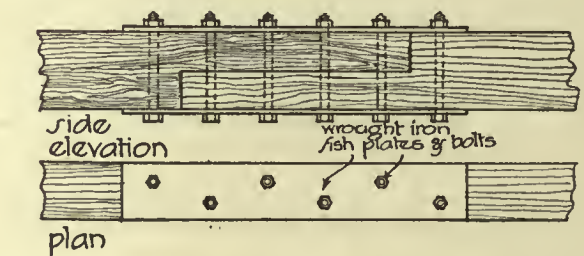 side
elevation
wrought iron
fish plates & bolts
plan